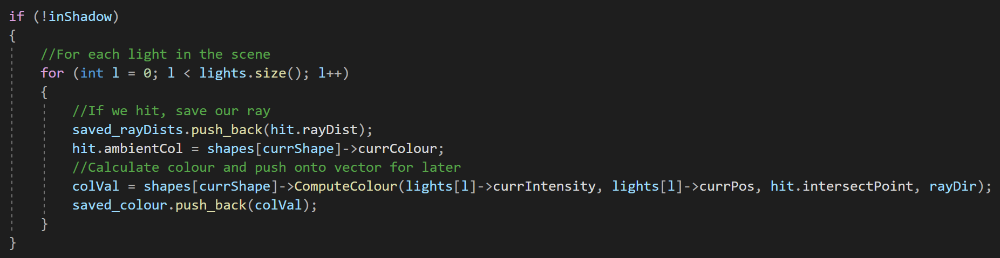 if (!inShadow)
{
    //For each light in the scene
    for (int l = 0; l < lights.size(); l++)
    {
        //If we hit, save our ray
        saved_rayDists.push_back(hit.rayDist);
        hit.ambientCol = shapes[currShape]->currColour;
        //Calculate colour and push onto vector for later
        colVal = shapes[currShape]->ComputeColour(lights[l]->currIntensity, lights[l]->currPos, hit.intersectPoint, rayDir);
        saved_colour.push_back(colVal);
    }
}